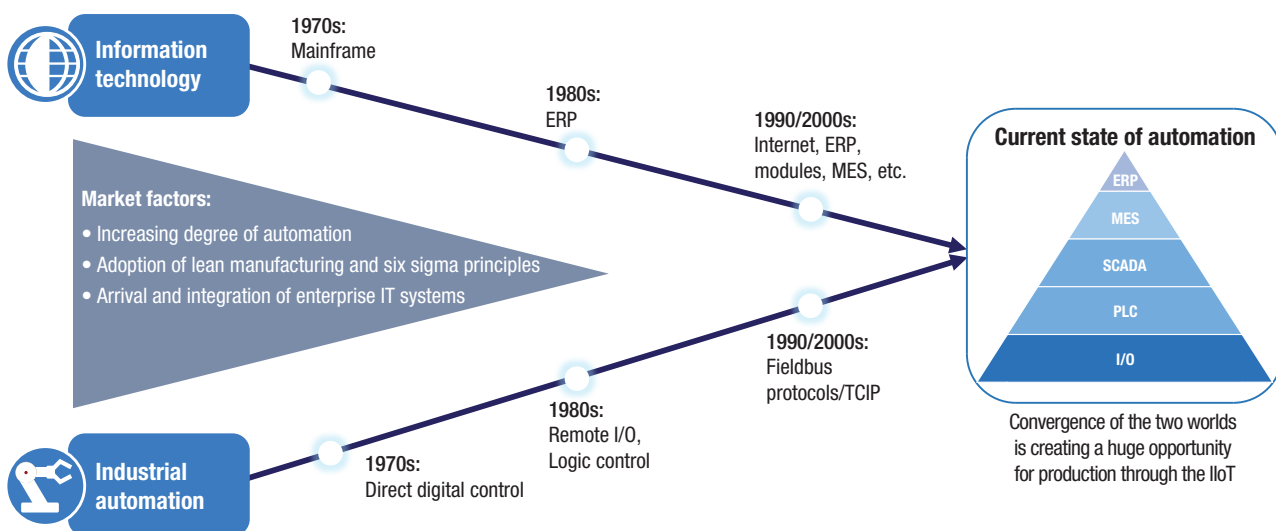 Information
technology
1970s:
Mainframe
1980s:
ERP
1990/2000s:
Internet, ERP,
modules, MES, etc.
Market factors:
• Increasing degree of automation
• Adoption of lean manufacturing and six sigma principles
• Arrival and integration of enterprise IT systems
Industrial
automation
1970s:
Direct digital control
1980s:
Remote I/O,
Logic control
1990/2000s:
Fieldbus
protocols/TCIP
Current state of automation
ERP
MES
SCADA
PLC
I/O
Convergence of the two worlds
is creating a huge opportunity
for production through the IIoT